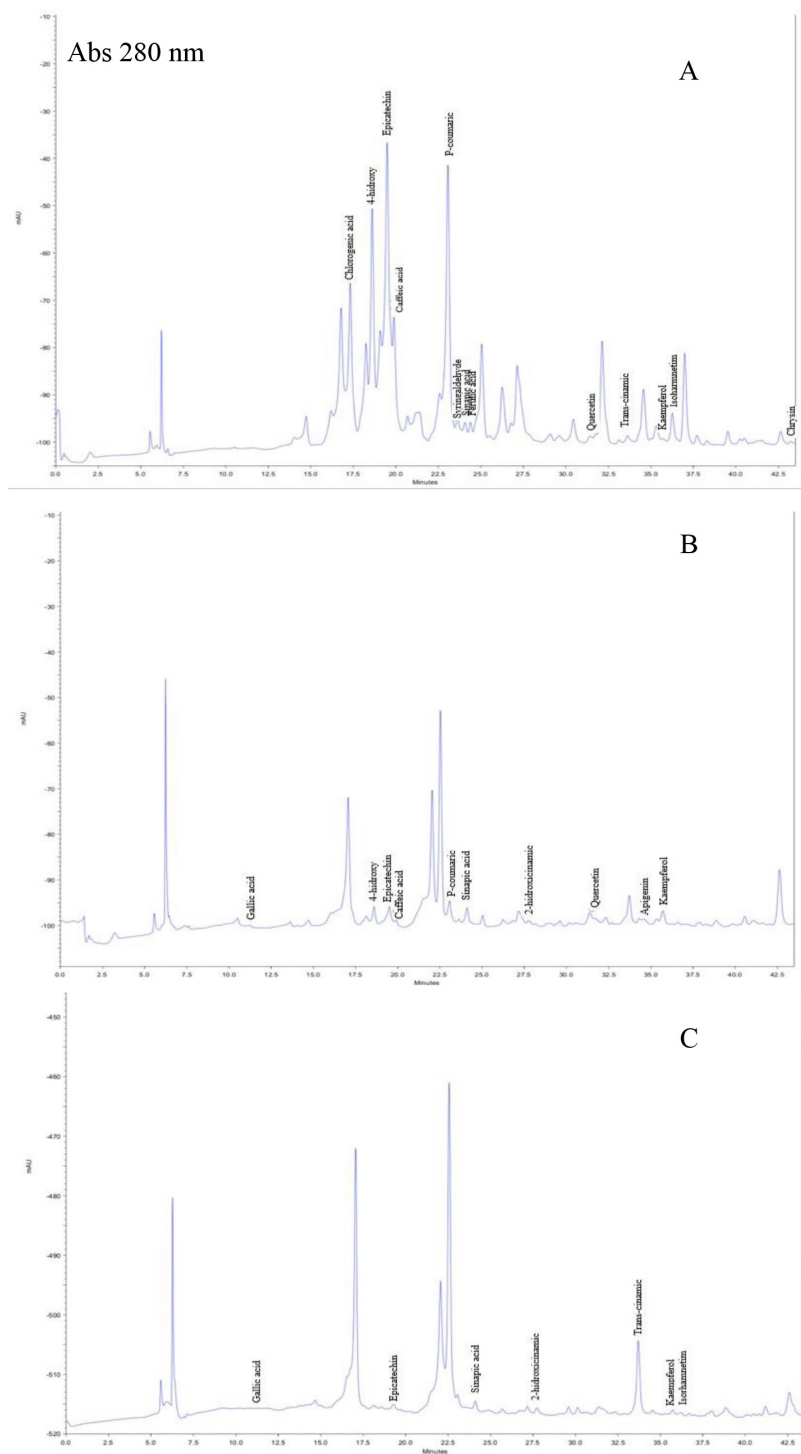 Abs 280 nm
A
-10
-20
-30
-40
-50
-60
-70
-80
-90
-100
mAU
Chlorogenic acid
4-hidroxy
Epicatechin
Caffeic acid
P-coumaric
Syringaldehyde
Sinapic acid
Ferulic acid
Quercetin
Trans-cinamic
Kaempferol
Isoharmnetim
Chrysin
0.0 2.5 5.0 7.5 10.0 12.5 15.0 17.5 20.0 22.5 25.0 27.5 30.0 32.5 35.0 37.5 40.0 42.5
Minutes
B
-10
-20
-30
-40
-50
-60
-70
-80
-90
-100
mAU
Gallic acid
4-hidroxy
Epicatechin
Caffeic acid
P-coumaric
Sinapic acid
2-hidroxicinamic
Quercetin
Apigenin
Kaempferol
0.0 2.5 5.0 7.5 10.0 12.5 15.0 17.5 20.0 22.5 25.0 27.5 30.0 32.5 35.0 37.5 40.0 42.5
Minutes
C
-450
-460
-470
-480
-490
-500
-510
-520
mAU
Gallic acid
Epicatechin
Sinapic acid
2-hidroxicinamic
Trans-cinamic
Kaempferol
Isorhamnetim
0.0 2.5 5.0 7.5 10.0 12.5 15.0 17.5 20.0 22.5 25.0 27.5 30.0 32.5 35.0 37.5 40.0 42.5
Minutes